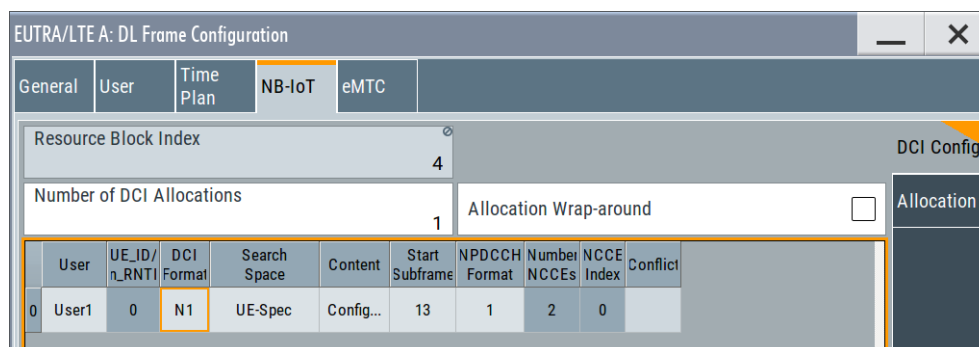 EUTRA/LTE A: DL Frame Configuration
General User Time Plan NB-IoT eMTC
Resource Block Index
4
DCI Config
Number of DCI Allocations
1
Allocation Wrap-around
Allocation
User UE_ID/ n_RNTI DCI Format Search Space Content Start Subframe NPDCCH Format Number NCCEs NCCE Index Conflict
0 User1 0 N1 UE-Spec Config... 13 1 2 0